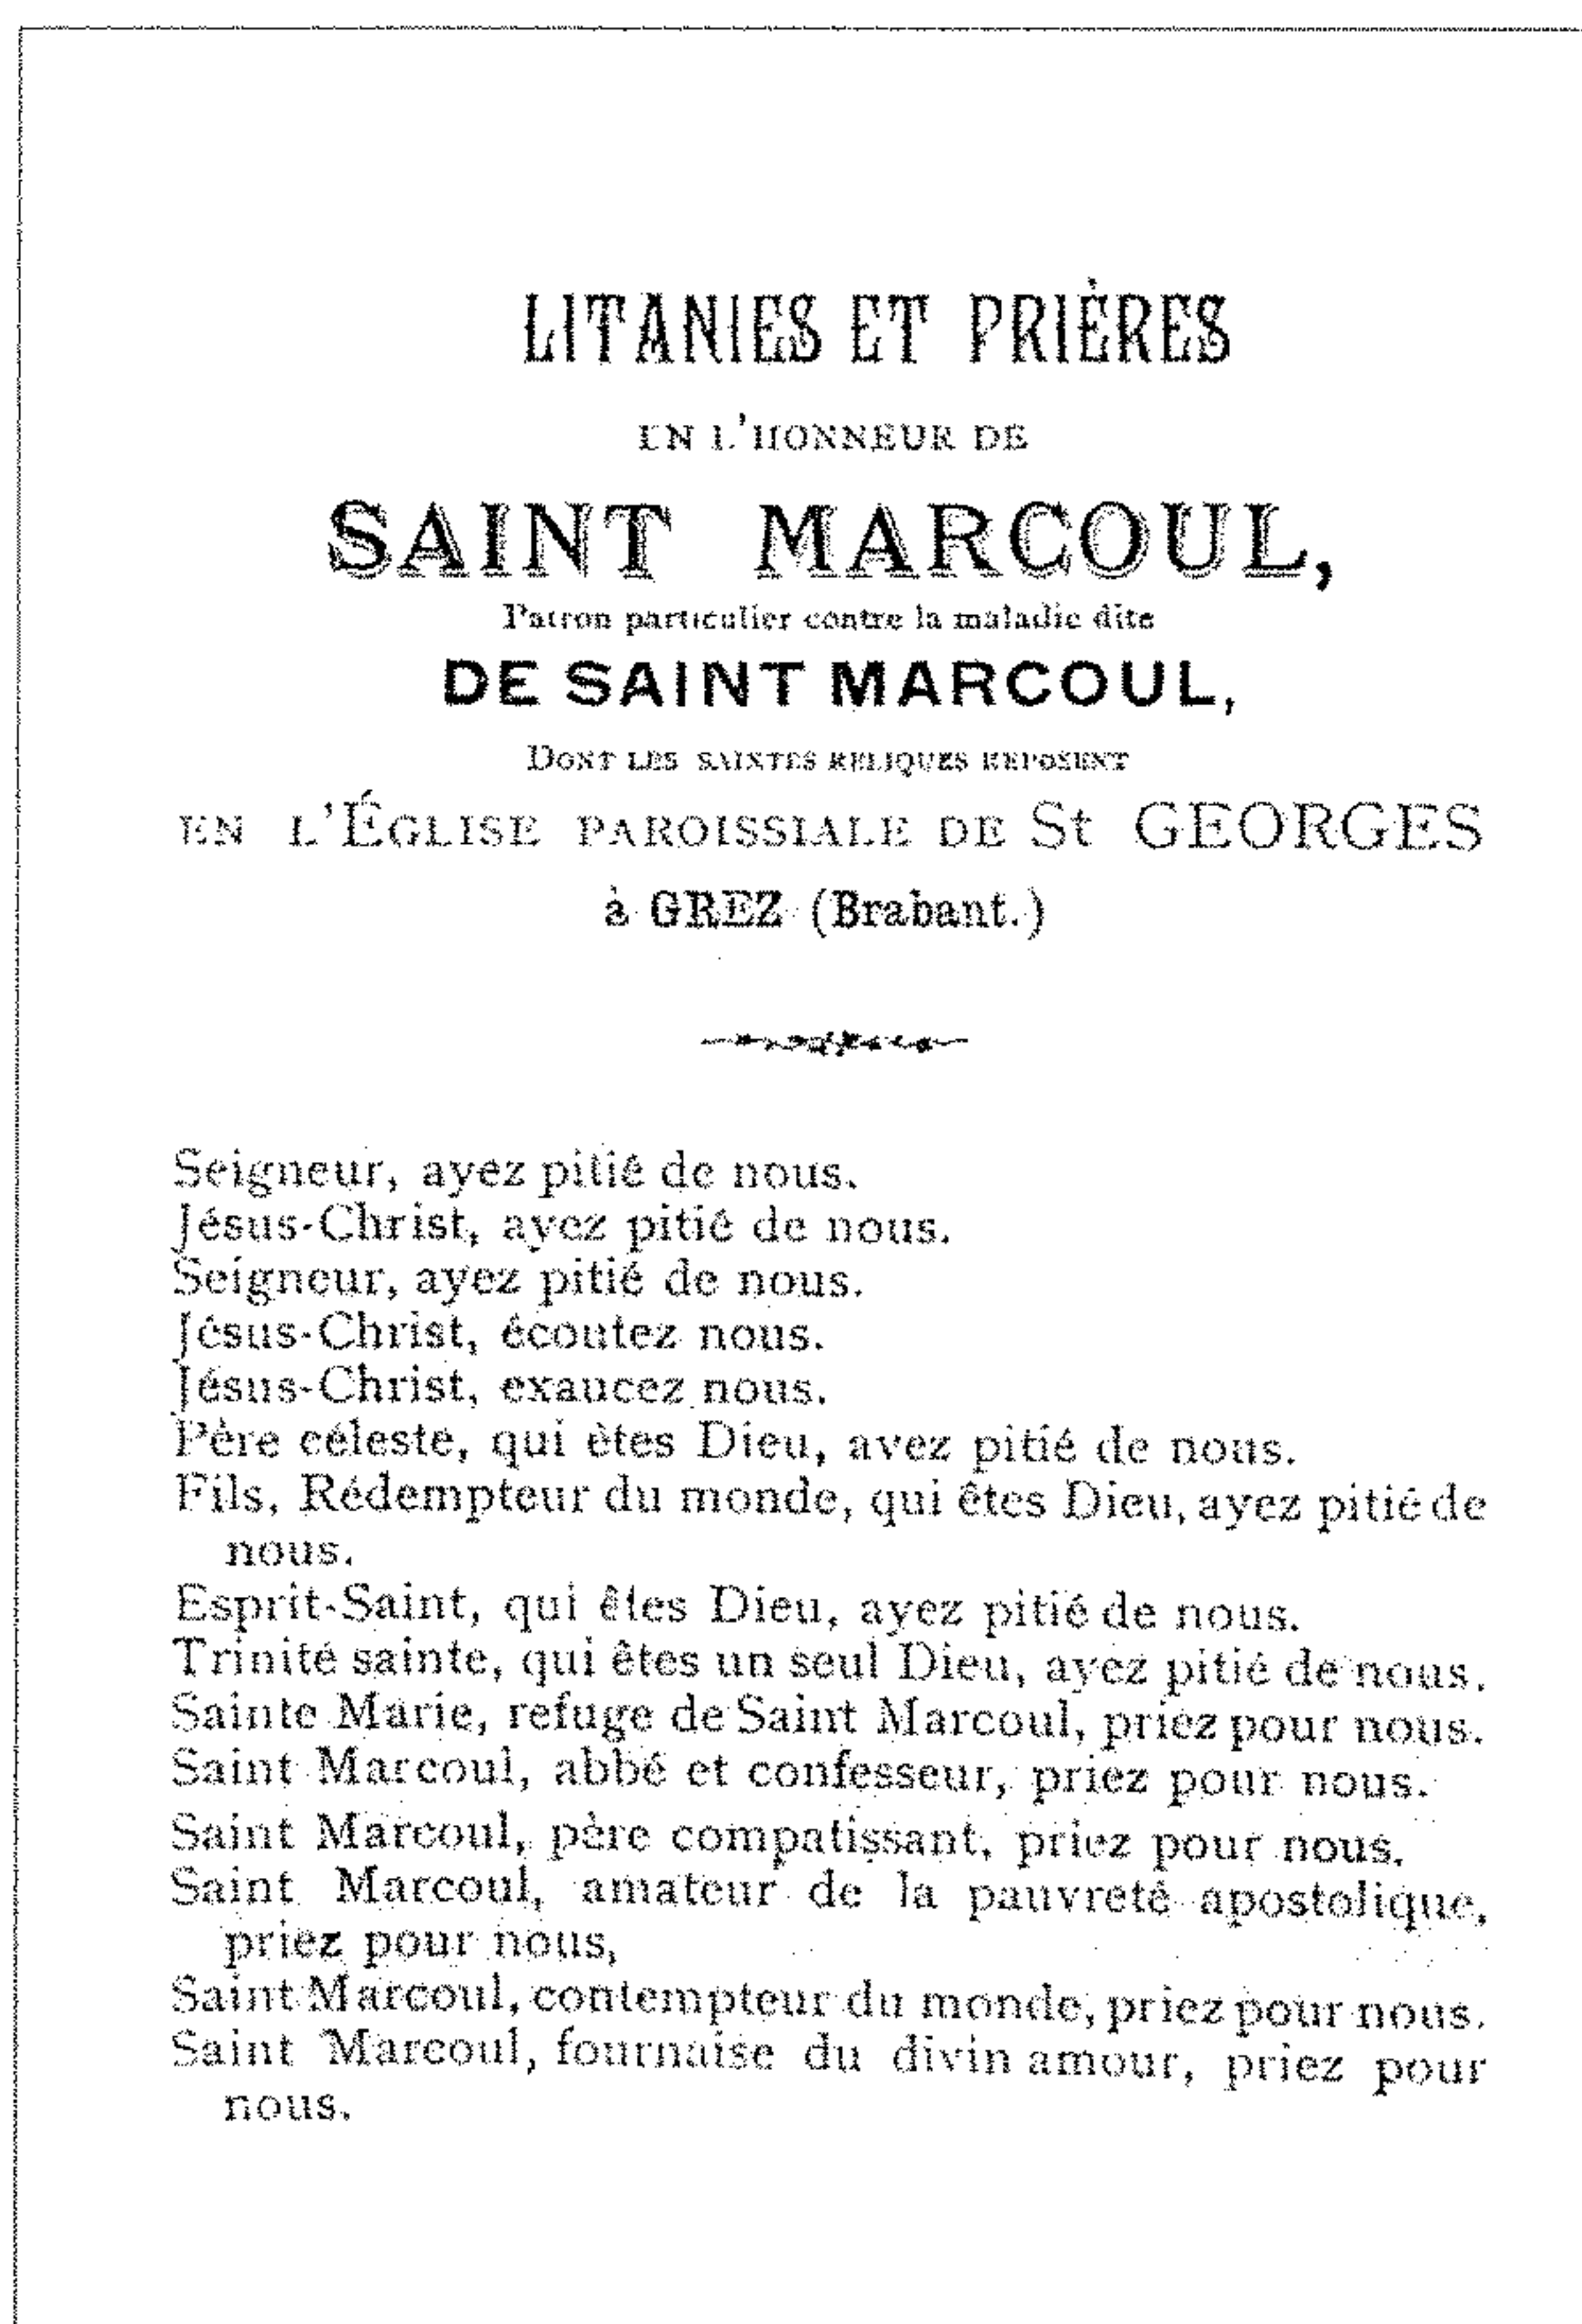 LITANIES ET PRIÈRES
EN L'HONNEUR DE
SAINT MARCOUL,
Patron particulier contre la maladie dite
DE SAINT MARCOUL,
DONT LES SAINTES RELIQUES REPOSENT
EN L'ÉGLISE PAROISSIALE DE St GEORGES
à GREZ (Brabant.)
Seigneur, ayez pitié de nous.
Jésus-Christ, ayez pitié de nous.
Seigneur, ayez pitié de nous.
Jésus-Christ, écoutez nous.
Jésus-Christ, exaucez nous.
Père céleste, qui êtes Dieu, ayez pitié de nous.
Fils, Rédempteur du monde, qui êtes Dieu, ayez pitié de
nous.
Esprit-Saint, qui êtes Dieu, ayez pitié de nous.
Trinité sainte, qui êtes un seul Dieu, ayez pitié de nous.
Sainte Marie, refuge de Saint Marcoul, priez pour nous.
Saint Marcoul, abbé et confesseur, priez pour nous.
Saint Marcoul, père compatissant, priez pour nous.
Saint Marcoul, amateur de la pauvreté apostolique,
priez pour nous,
Saint Marcoul, contempteur du monde, priez pour nous.
Saint Marcoul, fournaise du divin amour, priez pour
nous.